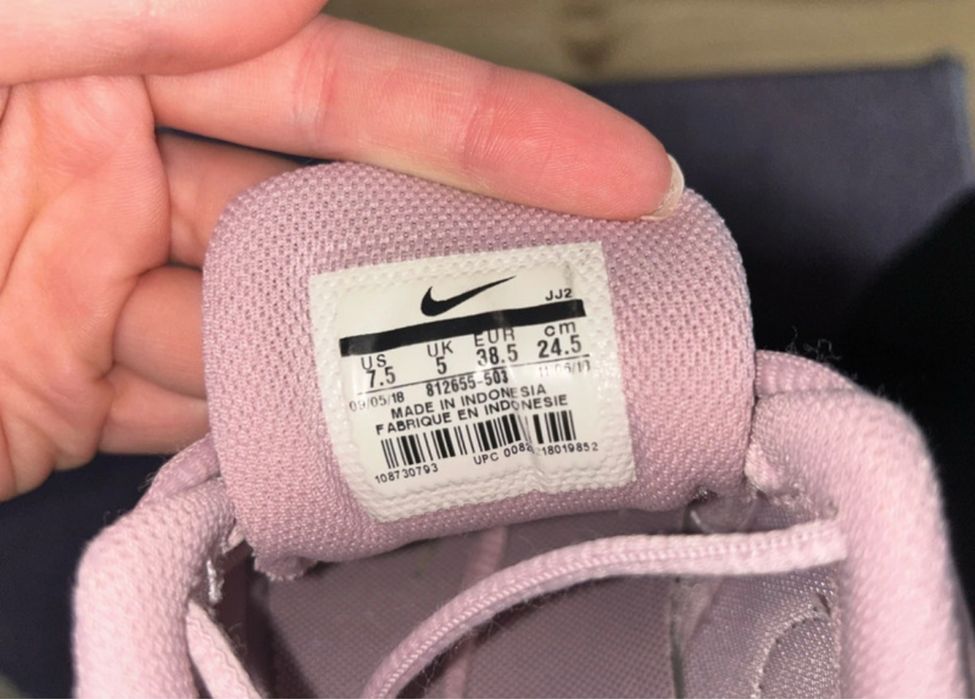 JJ2
US UK EUR cm
7.5 5 38.5 24.5
09/05/18 812655-503
MADE IN INDONESIA
FABRIQUE EN INDONESIE
108730793 UPC